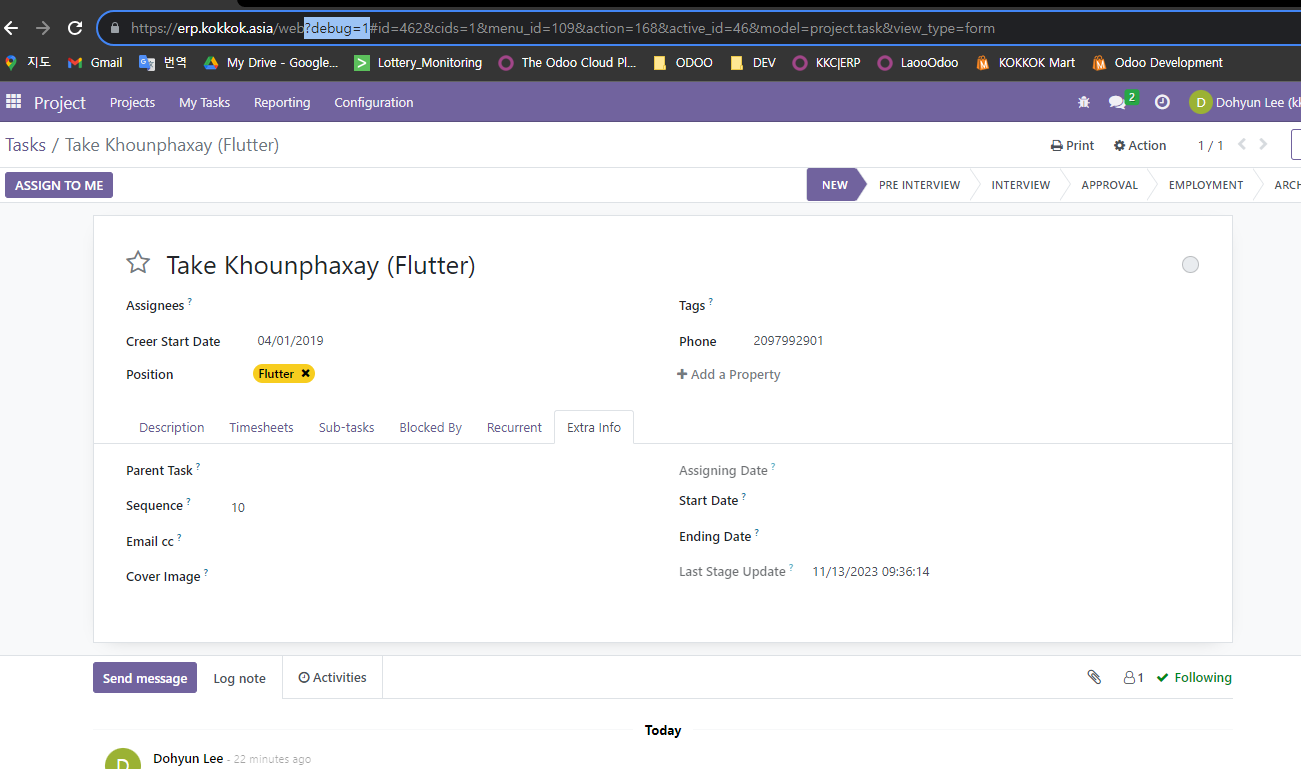 https://erp.kokkok.asia/web?debug=1#id=462&cids=1&menu_id=109&action=168&active_id=46&model=project.task&view_type=form
지도 Gmail 번역 My Drive - Google... Lottery_Monitoring The Odoo Cloud Pl... ODOO DEV KKC|ERP LaooOdoo KOKKOK Mart Odoo Development
Project Projects My Tasks Reporting Configuration 2 D Dohyun Lee (kk
Tasks / Take Khounphaxay (Flutter) Print Action 1 / 1
ASSIGN TO ME NEW PRE INTERVIEW INTERVIEW APPROVAL EMPLOYMENT ARCH
Take Khounphaxay (Flutter)
Assignees ? Tags ?
Creer Start Date 04/01/2019 Phone 2097992901
Position Flutter ✖ + Add a Property
Description Timesheets Sub-tasks Blocked By Recurrent Extra Info
Parent Task ? Assigning Date ?
Sequence ? 10 Start Date ?
Email cc ? Ending Date ?
Cover Image ? Last Stage Update ? 11/13/2023 09:36:14
Send message Log note Activities 1 Following
Today
D Dohyun Lee - 22 minutes ago